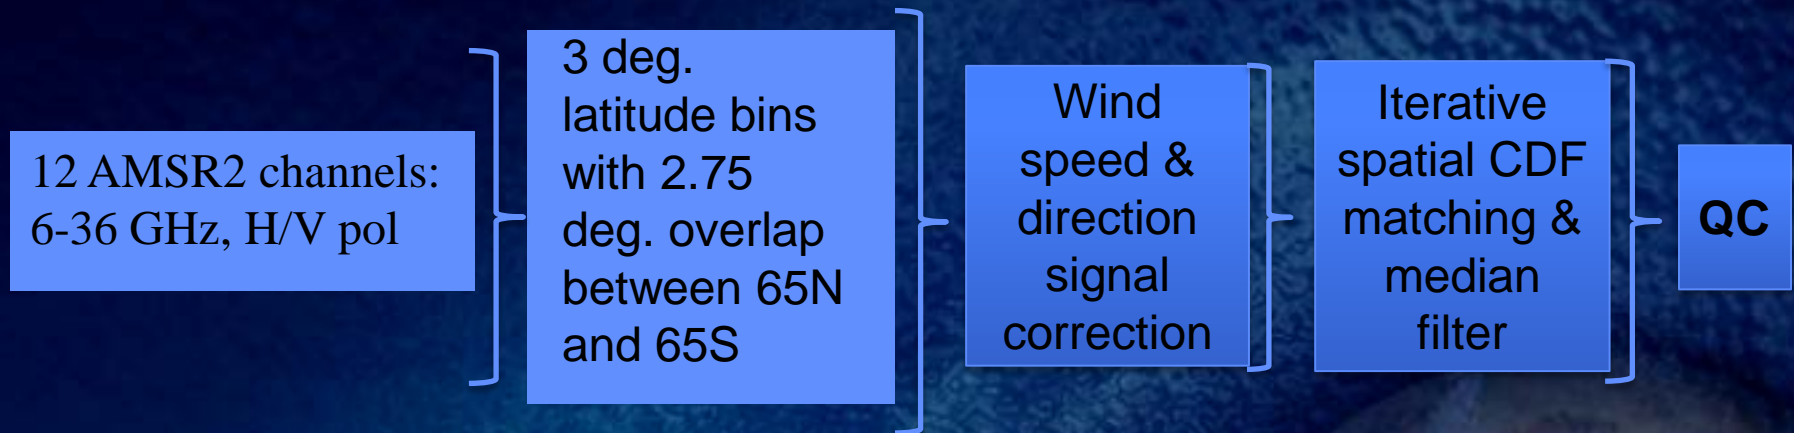 12 AMSR2 channels:
6-36 GHz, H/V pol
3 deg.
latitude bins
with 2.75
deg. overlap
between 65N
and 65S
Wind
speed &
direction
signal
correction
Iterative
spatial CDF
matching &
median
filter
QC